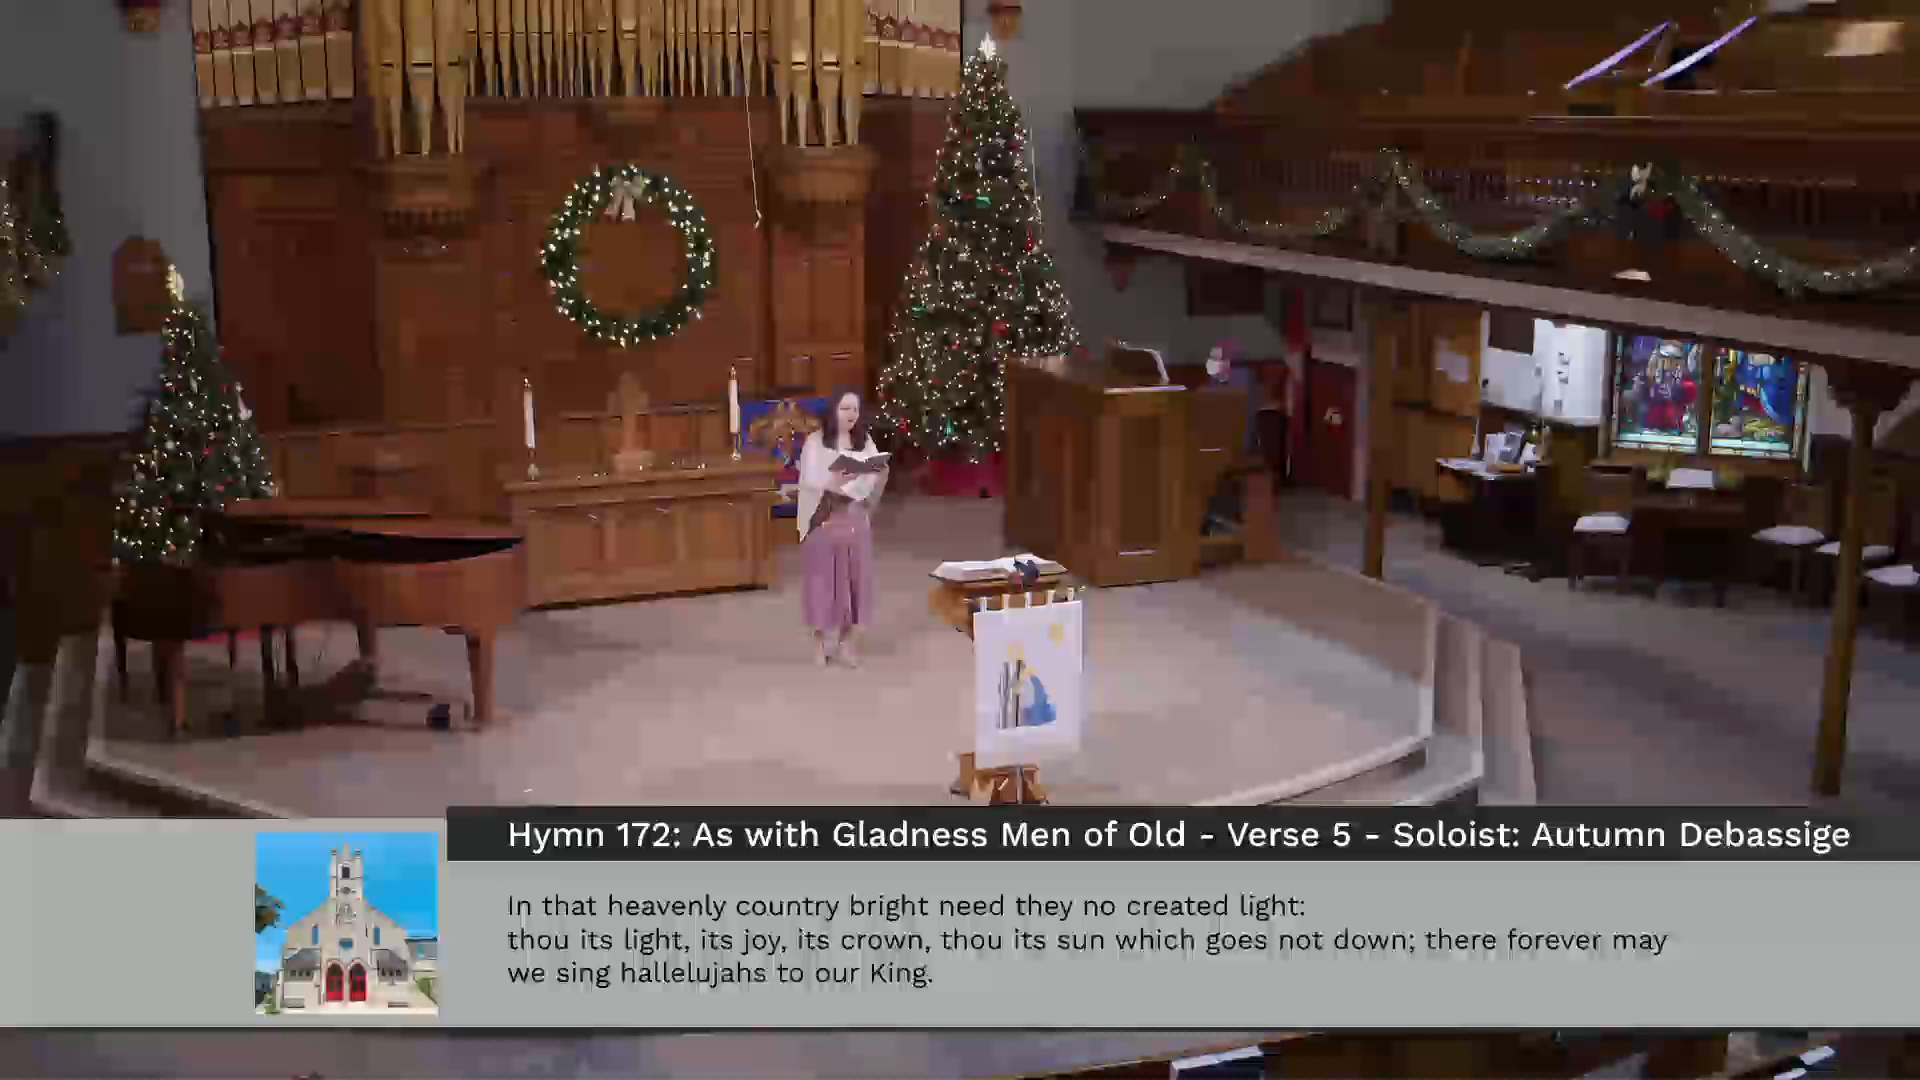 Hymn 172: As with Gladness Men of Old - Verse 5 - Soloist: Autumn Debassige
In that heavenly country bright need they no created light:
thou its light, its joy, its crown, thou its sun which goes not down; there forever may
we sing hallelujahs to our King.